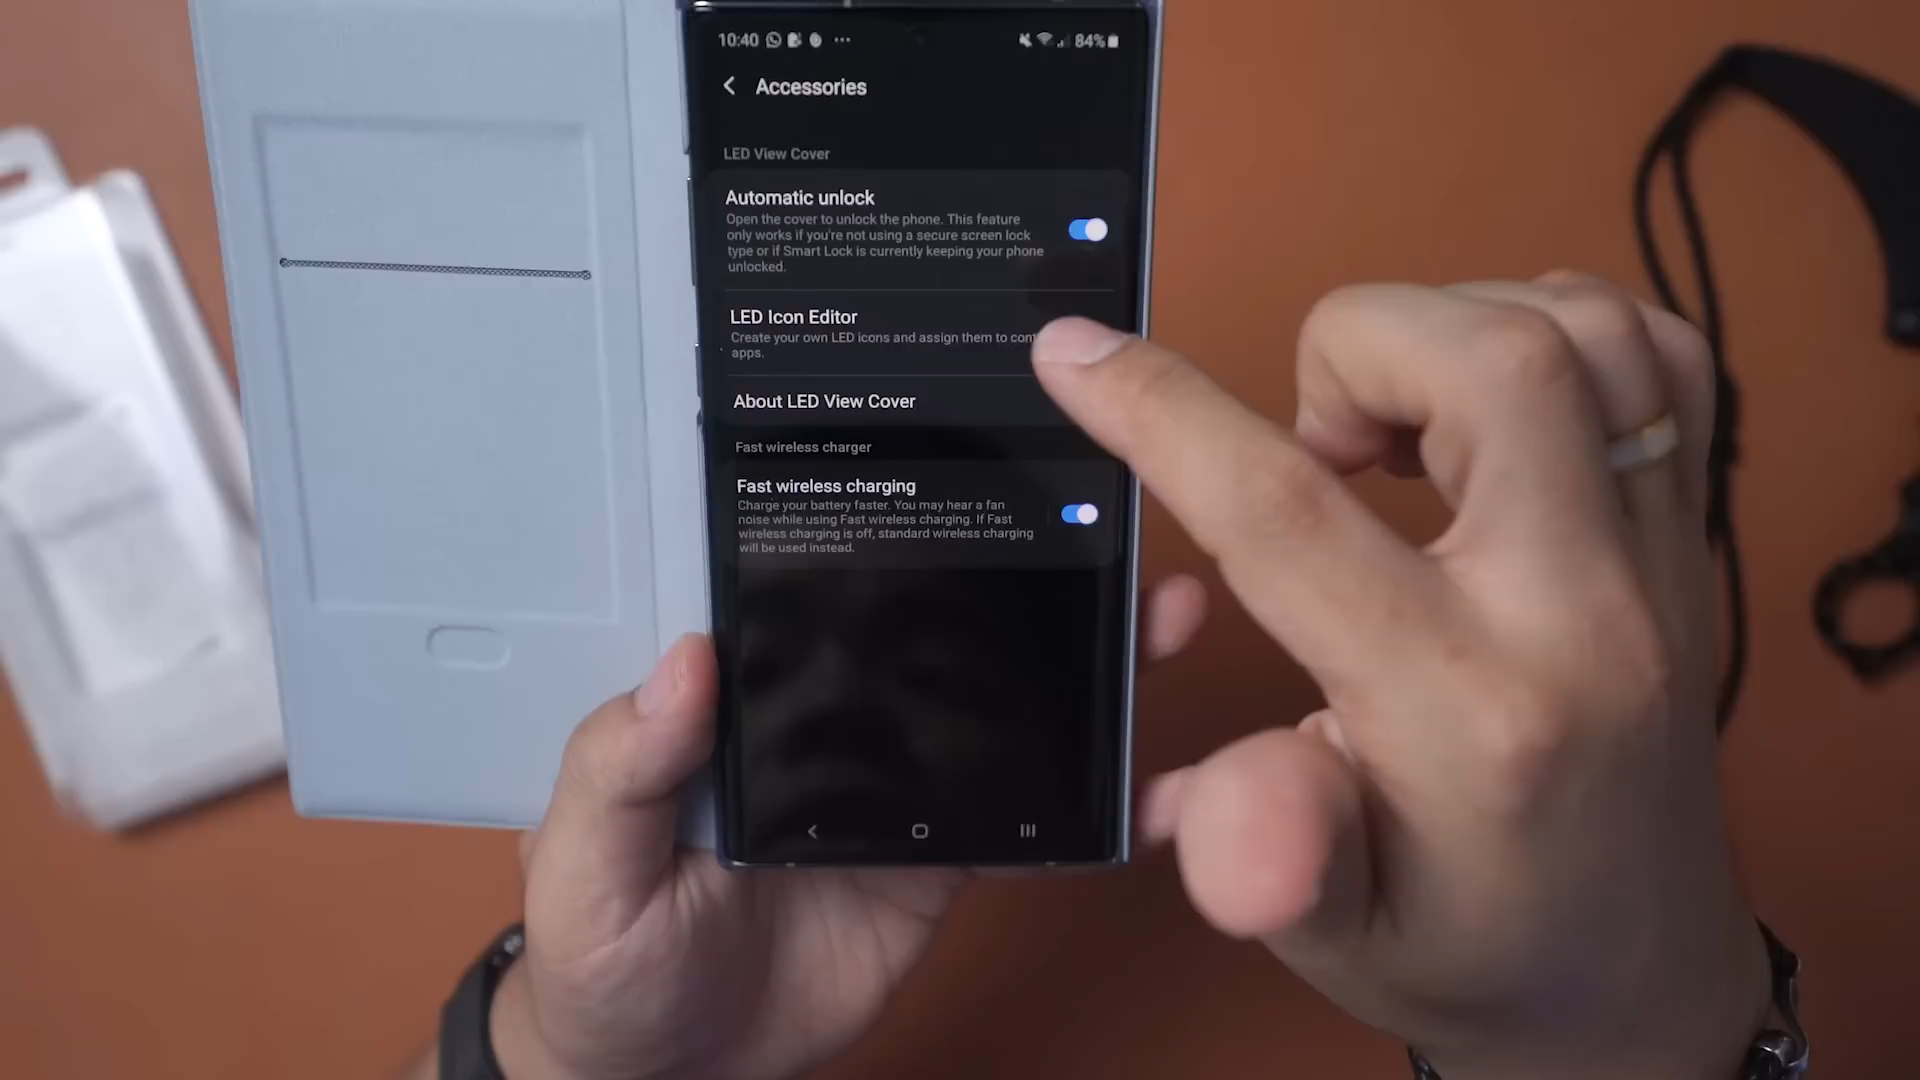 10:40 84%
Accessories
LED View Cover
Automatic unlock
Open the cover to unlock the phone. This feature
only works if you're not using a secure screen lock
type or if Smart Lock is currently keeping your phone
unlocked.
LED Icon Editor
Create your own LED icons and assign them to
apps.
About LED View Cover
Fast wireless charger
Fast wireless charging
Charge your battery faster. You may hear a fan
noise while using Fast wireless charging. If Fast
wireless charging is off, standard wireless charging
will be used instead.